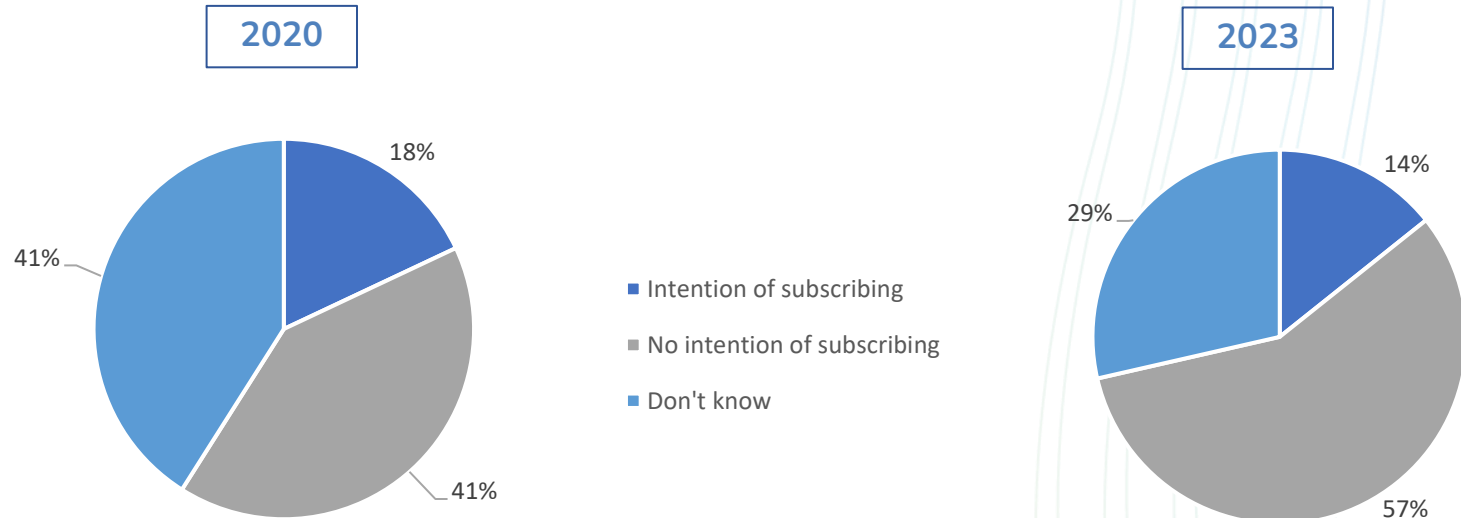 2020
18%
41%
41%
Intention of subscribing
No intention of subscribing
Don't know
2023
14%
29%
57%